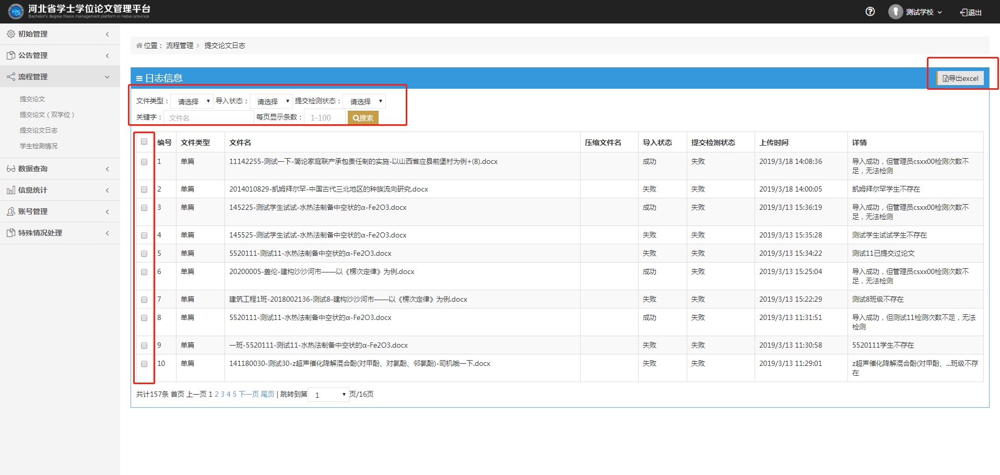 河北省学士学位论文管理平台
Bachelor's degree thesis management platform in Hebei province
测试学校
退出
初始管理
公告管理
流程管理
提交论文
提交论文（双学位）
提交论文日志
学生检测情况
数据查询
信息统计
账号管理
特殊情况处理
位置： 流程管理 > 提交论文日志
日志信息
导出excel
文件类型： 请选择 导入状态： 请选择 提交检测状态： 请选择
关键字： 文件名 每页显示条数： 1-100 搜索
编号 文件类型 文件名 压缩文件名 导入状态 提交检测状态 上传时间 详情
1 单篇 11142255-测试一下-简论家庭联产承包责任制的实施-以山西省应县前堡村为例+(8).docx 成功 失败 2019/3/18 14:08:36 导入成功，但管理员csxx00检测次数不
足，无法检测
2 单篇 2014010829-凯姆拜尔罕-中国古代三北地区的种族流向研究.docx 失败 失败 2019/3/18 14:00:05 凯姆拜尔罕学生不存在
3 单篇 145225-测试学生试试-水热法制备中空状的α-Fe2O3.docx 成功 失败 2019/3/13 15:36:19 导入成功，但管理员csxx00检测次数不
足，无法检测
4 单篇 145525-测试学生试试-水热法制备中空状的α-Fe2O3.docx 失败 失败 2019/3/13 15:35:28 测试学生试试学生不存在
5 单篇 5520111-测试11-水热法制备中空状的α-Fe2O3.docx 失败 失败 2019/3/13 15:34:22 测试11已提交过论文
6 单篇 20200005-盖伦-建构沙沙河市——以《楞次定律》为例.docx 成功 失败 2019/3/13 15:25:04 导入成功，但管理员csxx00检测次数不
足，无法检测
7 单篇 建筑工程1班-2018002136-测试8-建构沙沙河市——以《楞次定律》为例.docx 失败 失败 2019/3/13 15:22:29 测试8班级不存在
8 单篇 5520111-测试11-水热法制备中空状的α-Fe2O3.docx 成功 失败 2019/3/13 11:31:51 导入成功，但测试11检测次数不足，无法
检测
9 单篇 一班-5520111-测试11-水热法制备中空状的α-Fe2O3.docx 失败 失败 2019/3/13 11:30:58 5520111学生不存在
10 单篇 141180030-测试30-z超声催化降解混合酚(对甲酚、对氯酚、邻氯酚)-司机哦一下.docx 失败 失败 2019/3/13 11:29:01 z超声催化降解混合酚(对甲酚、...班级不存
在
共计157条 首页 上一页 1 2 3 4 5 下一页 尾页 | 跳转到第 1 页/16页